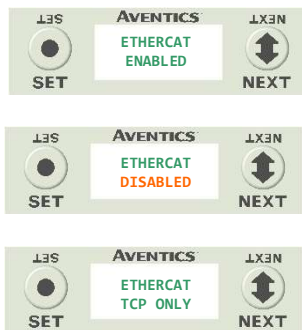 SET AVENTICS NEXT
ETHERCAT
ENABLED
SET NEXT
SET AVENTICS NEXT
ETHERCAT
DISABLED
SET NEXT
SET AVENTICS NEXT
ETHERCAT
TCP ONLY
SET NEXT